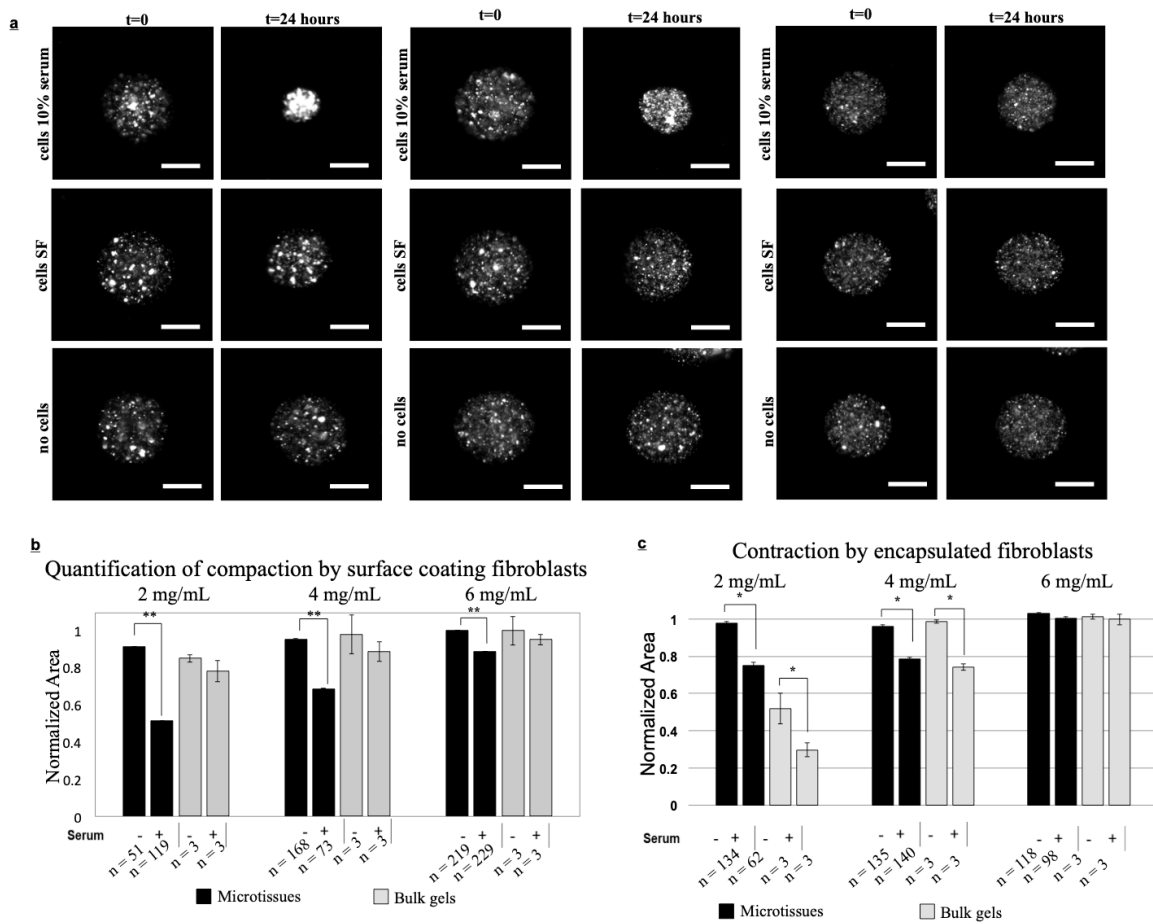 a
t=0 t=24 hours t=0 t=24 hours t=0 t=24 hours
cells 10% serum cells 10% serum cells 10% serum
cells SF cells SF cells SF
no cells no cells no cells
b
Quantification of compaction by surface coating fibroblasts
2 mg/mL 4 mg/mL 6 mg/mL
** ** **
Normalized Area
1
0.8
0.6
0.4
0.2
0
Serum - + - + - + - + - + - +
n = 51 n = 119 n = 3 n = 3 n = 168 n = 73 n = 3 n = 3 n = 219 n = 229 n = 3 n = 3
Microtissues Bulk gels
c
Contraction by encapsulated fibroblasts
2 mg/mL 4 mg/mL 6 mg/mL
* * * *
Normalized Area
1
0.8
0.6
0.4
0.2
0
Serum - + - + - + - + - + - +
n = 134 n = 62 n = 3 n = 3 n = 135 n = 140 n = 3 n = 3 n = 118 n = 98 n = 3 n = 3
Microtissues Bulk gels